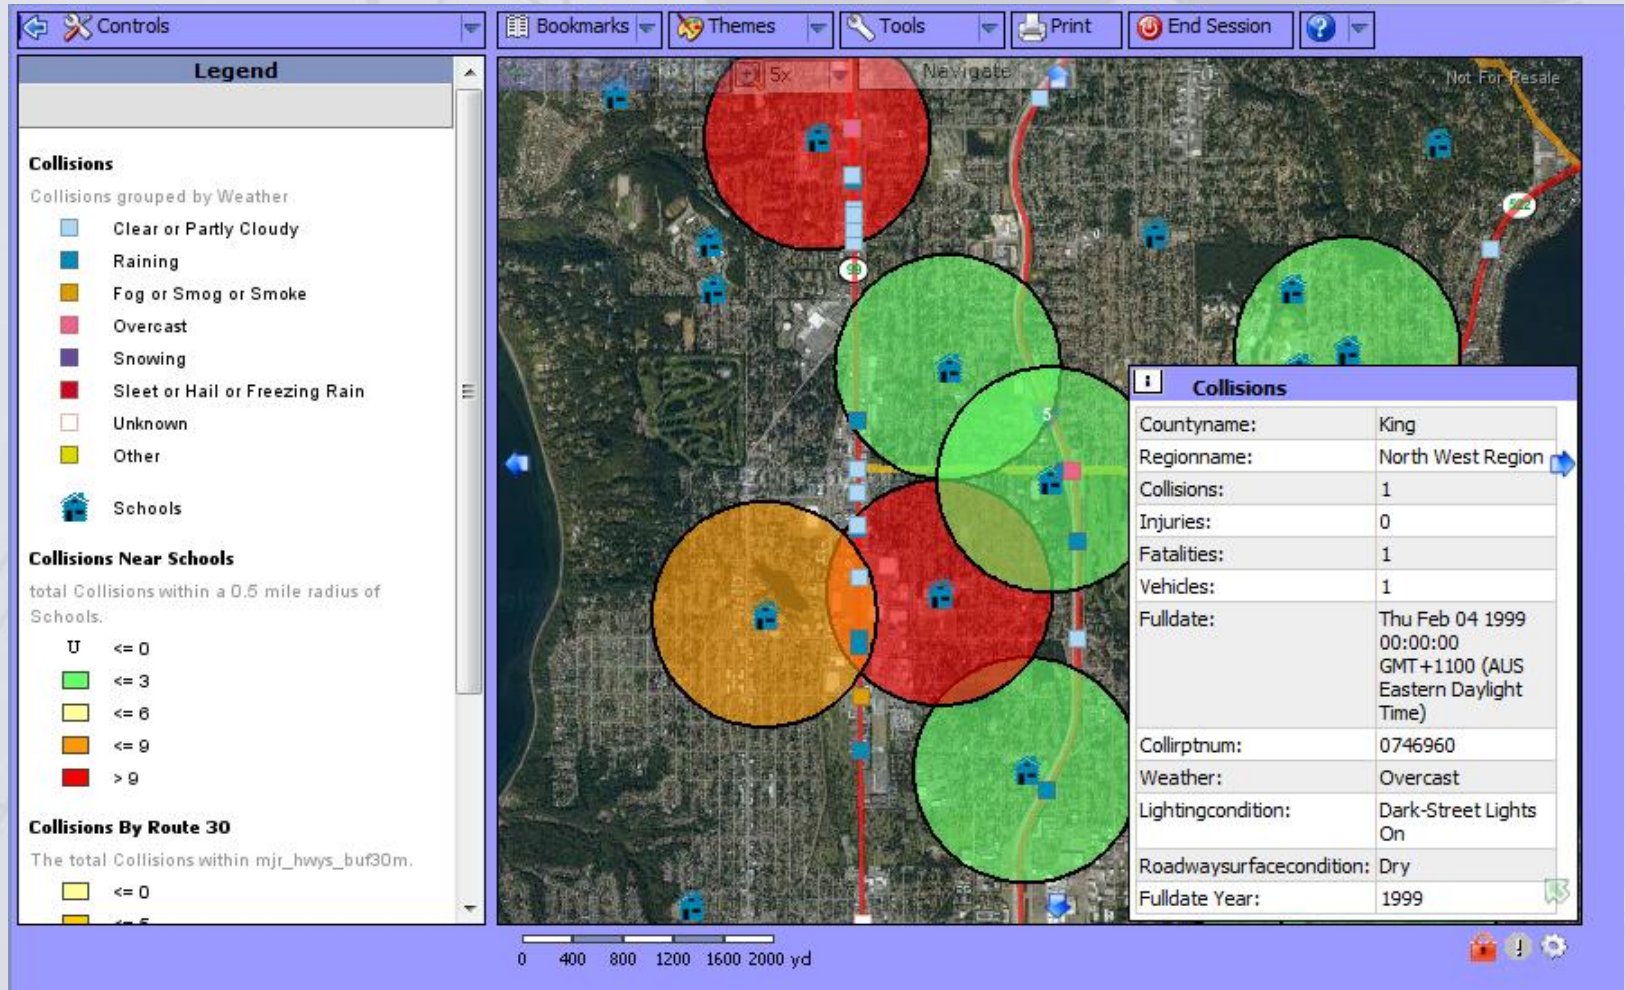 Controls
Bookmarks
Themes
Tools
Print
End Session
?
Legend
Collisions
Collisions grouped by Weather
Clear or Partly Cloudy
Raining
Fog or Smog or Smoke
Overcast
Snowing
Sleet or Hail or Freezing Rain
Unknown
Other
Schools
Collisions Near Schools
total Collisions within a 0.5 mile radius of
Schools.
U <= 0
<= 3
<= 6
<= 9
> 9
Collisions By Route 30
The total Collisions within mjr_hwys_buf30m.
<= 0
<= 5
5x
Navigate
Not For Resale
522
99
5
Collisions
Countyname: King
Regionname: North West Region
Collisions: 1
Injuries: 0
Fatalities: 1
Vehicles: 1
Fulldate: Thu Feb 04 1999
00:00:00
GMT+1100 (AUS
Eastern Daylight
Time)
Collirptnum: 0746960
Weather: Overcast
Lightingcondition: Dark-Street Lights
On
Roadwaysurfacecondition: Dry
Fulldate Year: 1999
0 400 800 1200 1600 2000 yd